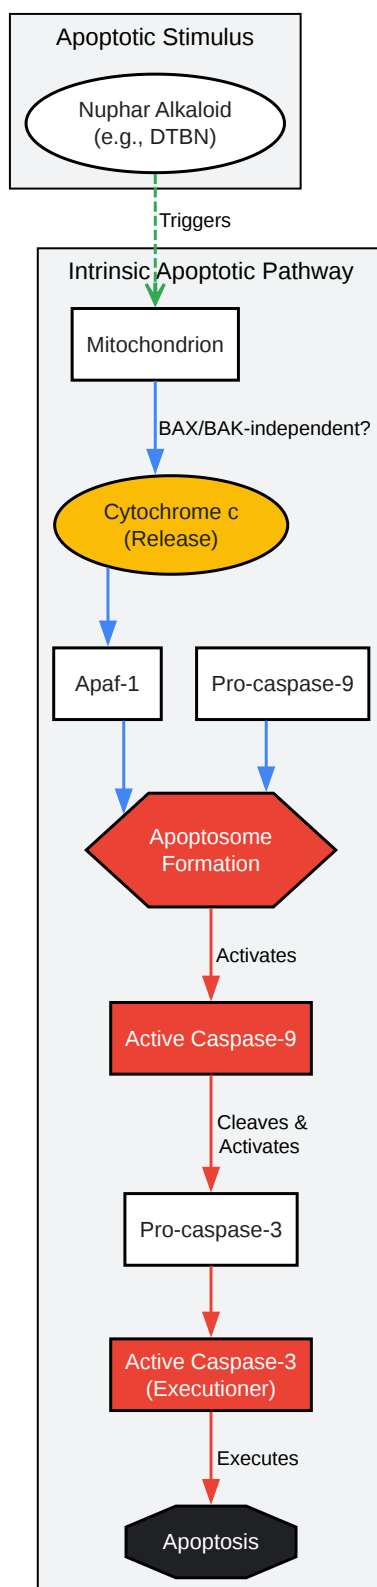 Apoptotic Stimulus
Nuphar Alkaloid
(e.g., DTBN)
Triggers
Intrinsic Apoptotic Pathway
Mitochondrion
BAX/BAK-independent?
Cytochrome c
(Release)
Apaf-1
Pro-caspase-9
Apoptosome
Formation
Activates
Active Caspase-9
Cleaves &
Activates
Pro-caspase-3
Active Caspase-3
(Executioner)
Executes
Apoptosis